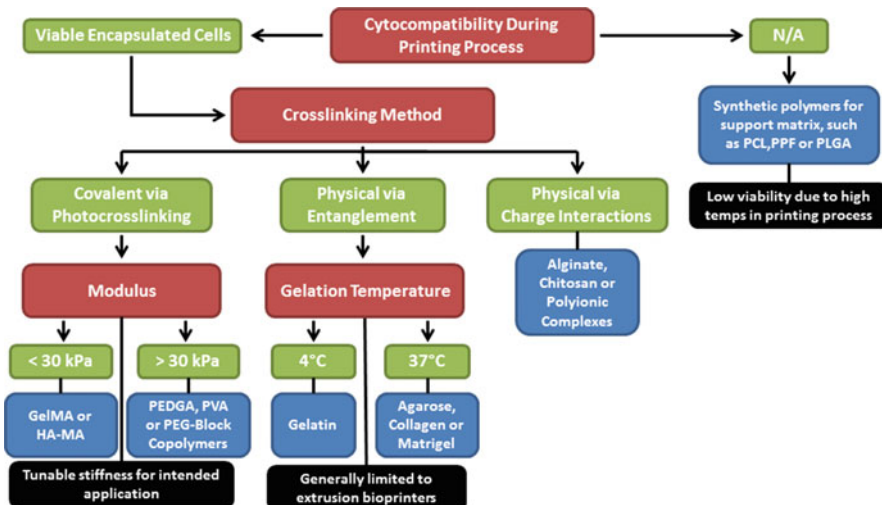 Viable Encapsulated Cells
Cytocompatibility During
Printing Process
N/A
Synthetic polymers for
support matrix, such
as PCL,PPF or PLGA
Low viability due to high
temps in printing process
Crosslinking Method
Covalent via
Photocrosslinking
Physical via
Entanglement
Physical via
Charge Interactions
Alginate,
Chitosan or
Polyionic
Complexes
Modulus
Gelation Temperature
< 30 kPa
> 30 kPa
4°C
37°C
GelMA or
HA-MA
PEDGA, PVA
or PEG-Block
Copolymers
Gelatin
Agarose,
Collagen or
Matrigel
Tunable stiffness for intended
application
Generally limited to
extrusion bioprinters